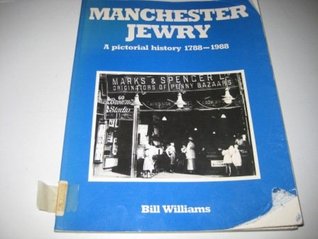 MANCHESTER
JEWRY
A pictorial history 1788–1988
MARKS & SPENCER L
ORIGINATORS OF PENNY BAZAARS
Bill Williams